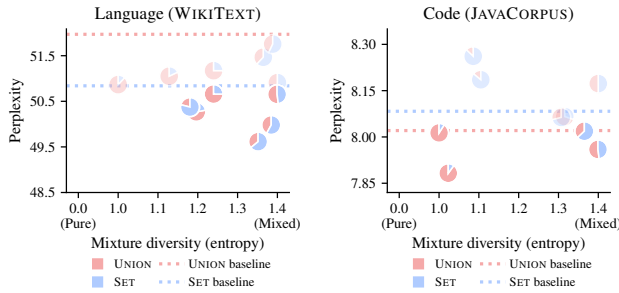 Language (WIKITEXT)
Perplexity
51.5
50.5
49.5
48.5
0.0
(Pure)
1.0
1.1
1.2
1.3
1.4
(Mixed)
Mixture diversity (entropy)
UNION
UNION baseline
SET
SET baseline
Code (JAVACORPUS)
Perplexity
8.30
8.15
8.00
7.85
0.0
(Pure)
1.0
1.1
1.2
1.3
1.4
(Mixed)
Mixture diversity (entropy)
UNION
UNION baseline
SET
SET baseline